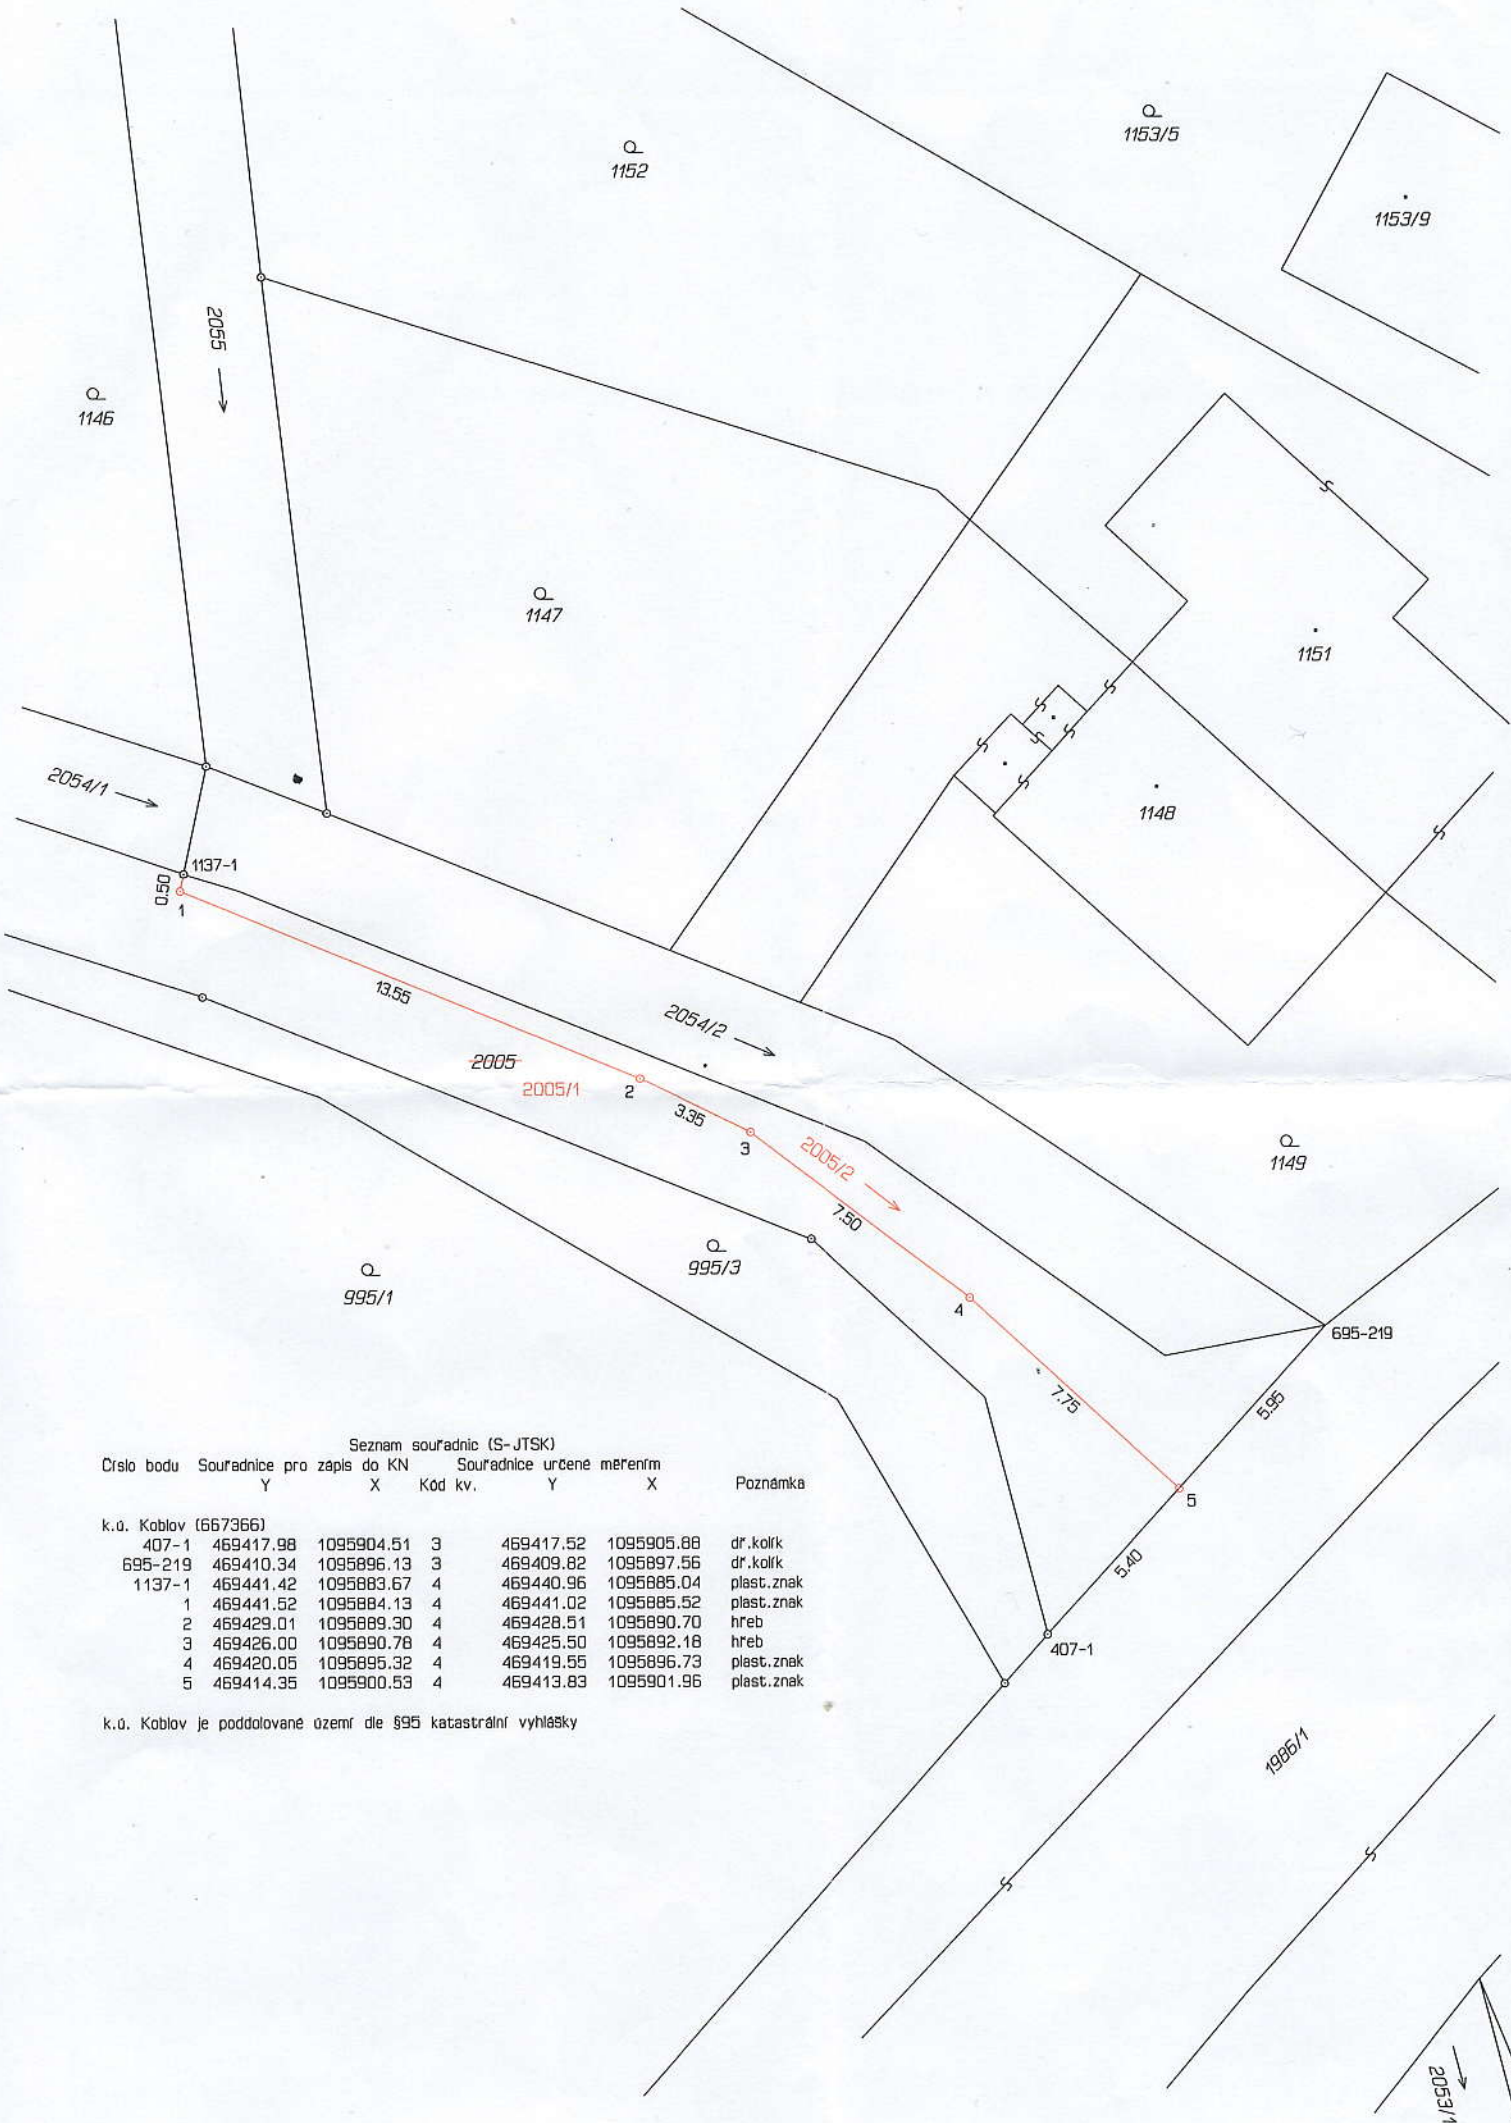 1153/5
1152
1153/9
2055
1146
1147
1151
2054/1
1148
1137-1
0.50
1
13.55
2054/2
2005
2005/1
2
3.35
3
2005/2
1149
7.50
995/3
995/1
4
695-219
7.75
5.95
5
5.40
407-1
1986/1
2053/1
Seznam souřadnic (S-JTSK)
Číslo bodu Souřadnice pro zápis do KN Souřadnice určené měřením
Y X Kód kv. Y X Poznámka
k.ú. Koblov (667366)
407-1 469417.98 1095904.51 3 469417.52 1095905.88 dř.kolík
695-219 469410.34 1095896.13 3 469409.82 1095897.56 dř.kolík
1137-1 469441.42 1095883.67 4 469440.96 1095885.04 plast.znak
1 469441.52 1095884.13 4 469441.02 1095885.52 plast.znak
2 469429.01 1095889.30 4 469428.51 1095890.70 hřeb
3 469426.00 1095890.78 4 469425.50 1095892.18 hřeb
4 469420.05 1095895.32 4 469419.55 1095896.73 plast.znak
5 469414.35 1095900.53 4 469413.83 1095901.96 plast.znak
k.ú. Koblov je poddolované území dle §95 katastrální vyhlášky